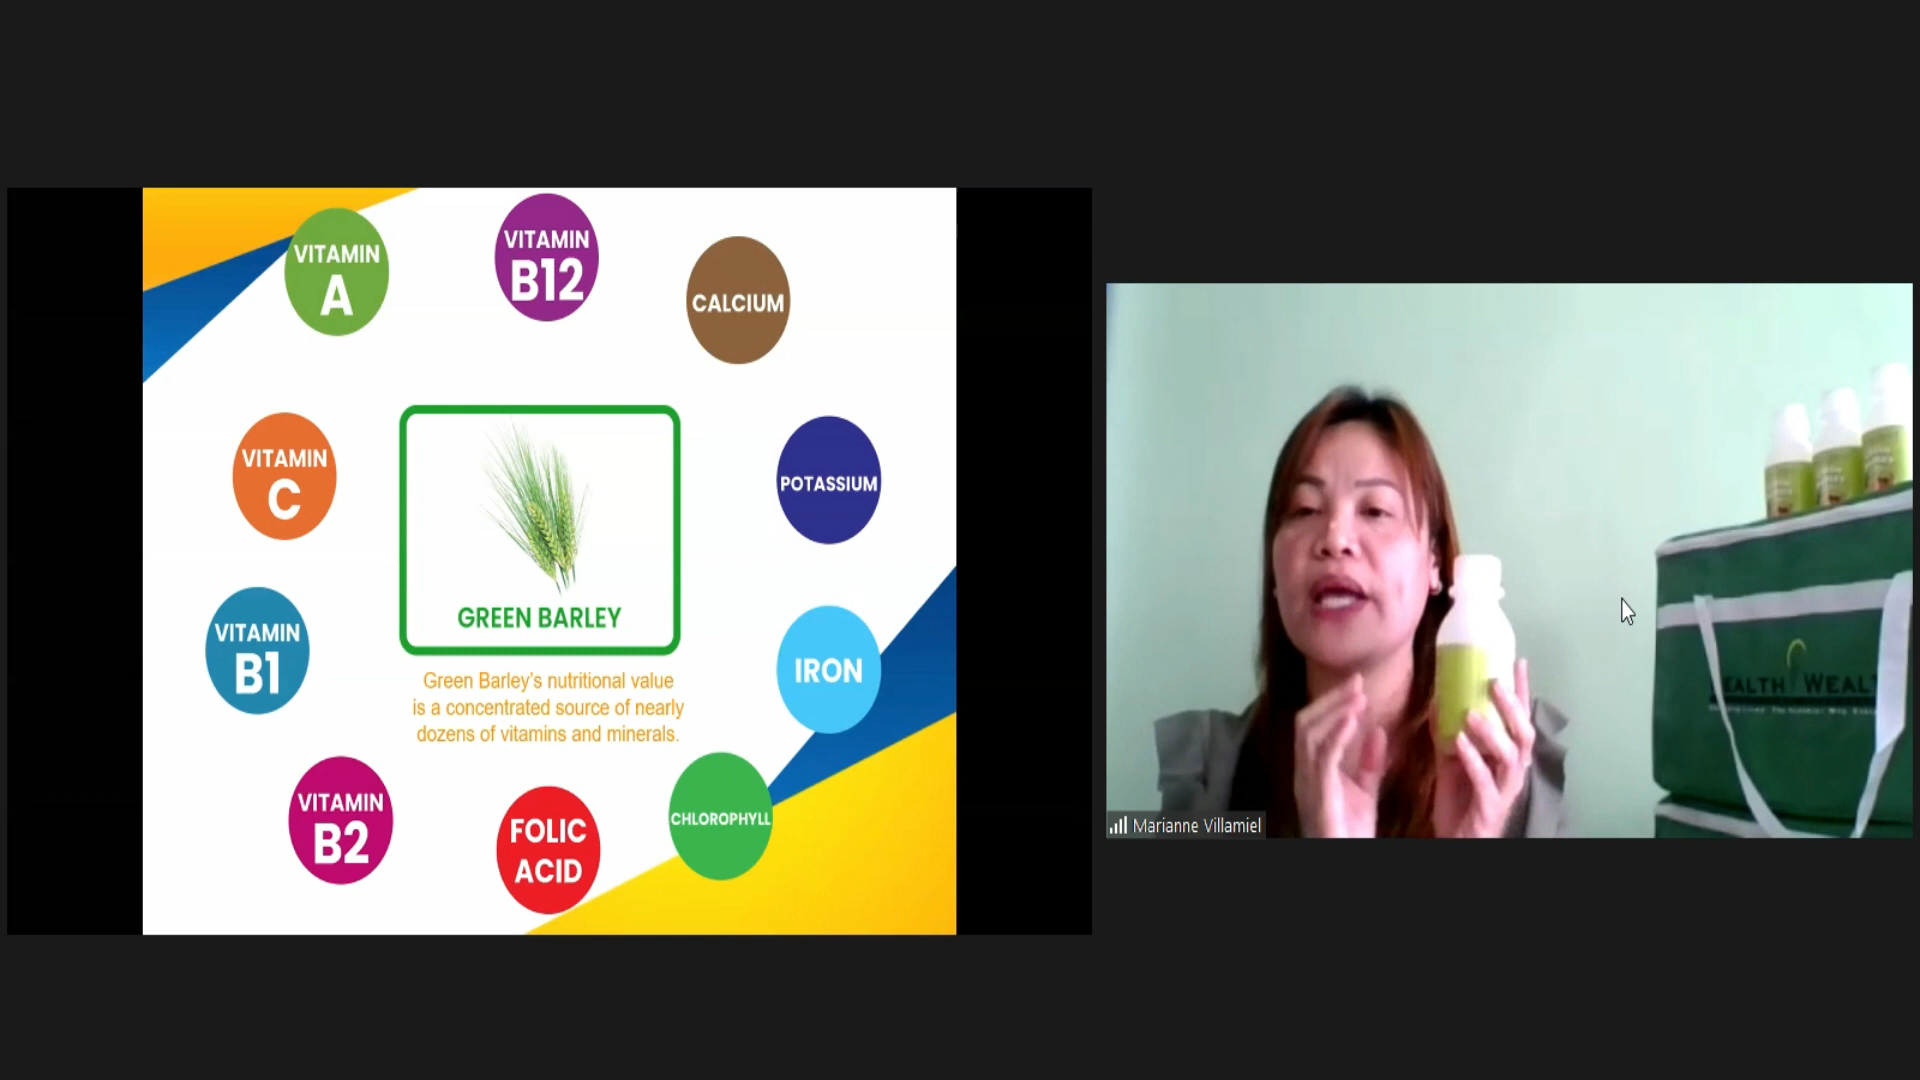 VITAMIN
A
VITAMIN
B12
CALCIUM
VITAMIN
C
POTASSIUM
GREEN BARLEY
VITAMIN
B1
IRON
Green Barley's nutritional value
is a concentrated source of nearly
dozens of vitamins and minerals.
VITAMIN
B2
FOLIC
ACID
CHLOROPHYLL
Marianne Villamiel